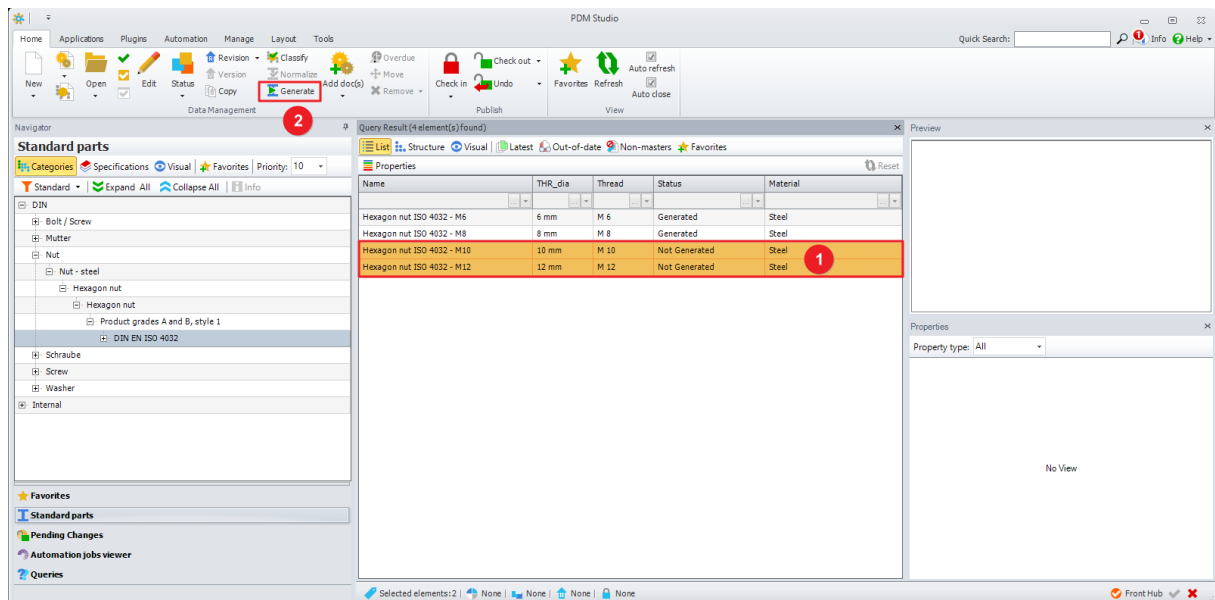 PDM Studio
Home Applications Plugins Automation Manage Layout Tools Quick Search: Info Help
New Open Edit Status Revision Version Copy Classify Normalize Generate Add doc(s) Overdue Move Remove Check in Check out Undo Favorites Refresh Auto refresh Auto close
Data Management Publish View
2
Navigator
Standard parts
Categories Specifications Visual Favorites Priority: 10
Standard Expand All Collapse All Info
DIN
Bolt / Screw
Mutter
Nut
Nut - steel
Hexagon nut
Hexagon nut
Product grades A and B, style 1
DIN EN ISO 4032
Schraube
Screw
Washer
Internal
Favorites
Standard parts
Pending Changes
Automation jobs viewer
Queries
Query Result (4 element(s) found)
List Structure Visual Latest Out-of-date Non-masters Favorites
Properties Reset
Name THR_dia Thread Status Material
Hexagon nut ISO 4032 - M6 6 mm M 6 Generated Steel
Hexagon nut ISO 4032 - M8 8 mm M 8 Generated Steel
Hexagon nut ISO 4032 - M10 10 mm M 10 Not Generated Steel
Hexagon nut ISO 4032 - M12 12 mm M 12 Not Generated Steel
1
Preview
Properties
Property type: All
No View
Selected elements:2 | None | None | None | None
Front Hub